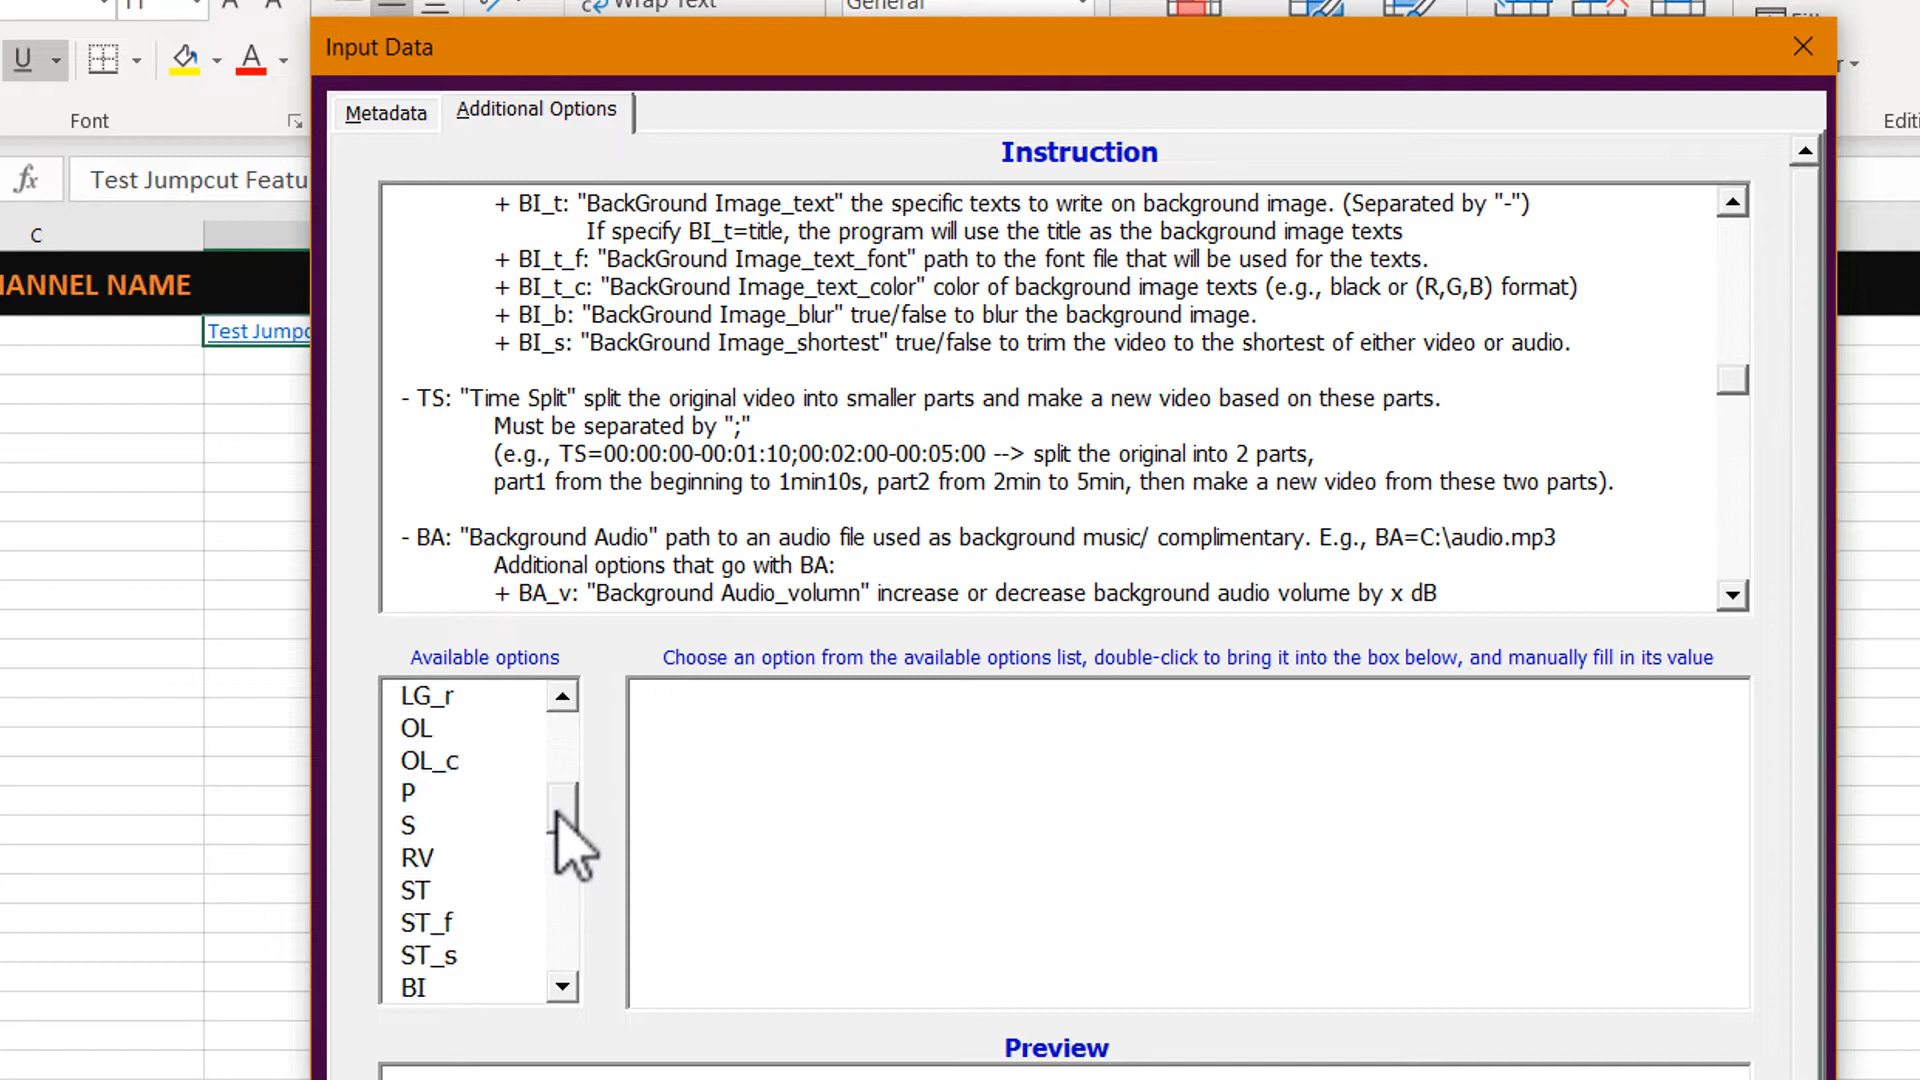 Wrap Text
General
Input Data
U
A
Metadata
Additional Options
Font
Instruction
fx
Test Jumpcut Featu
C
ANNEL NAME
Test Jumpc
+ BI_t: "BackGround Image_text" the specific texts to write on background image. (Separated by "-")
If specify BI_t=title, the program will use the title as the background image texts
+ BI_t_f: "BackGround Image_text_font" path to the font file that will be used for the texts.
+ BI_t_c: "BackGround Image_text_color" color of background image texts (e.g., black or (R,G,B) format)
+ BI_b: "BackGround Image_blur" true/false to blur the background image.
+ BI_s: "BackGround Image_shortest" true/false to trim the video to the shortest of either video or audio.
- TS: "Time Split" split the original video into smaller parts and make a new video based on these parts.
Must be separated by ";"
(e.g., TS=00:00:00-00:01:10;00:02:00-00:05:00 --> split the original into 2 parts,
part1 from the beginning to 1min10s, part2 from 2min to 5min, then make a new video from these two parts).
- BA: "Background Audio" path to an audio file used as background music/ complimentary. E.g., BA=C:\audio.mp3
Additional options that go with BA:
+ BA_v: "Background Audio_volumn" increase or decrease background audio volume by x dB
Available options
Choose an option from the available options list, double-click to bring it into the box below, and manually fill in its value
LG_r
OL
OL_c
P
S
RV
ST
ST_f
ST_s
BI
Preview
Editi